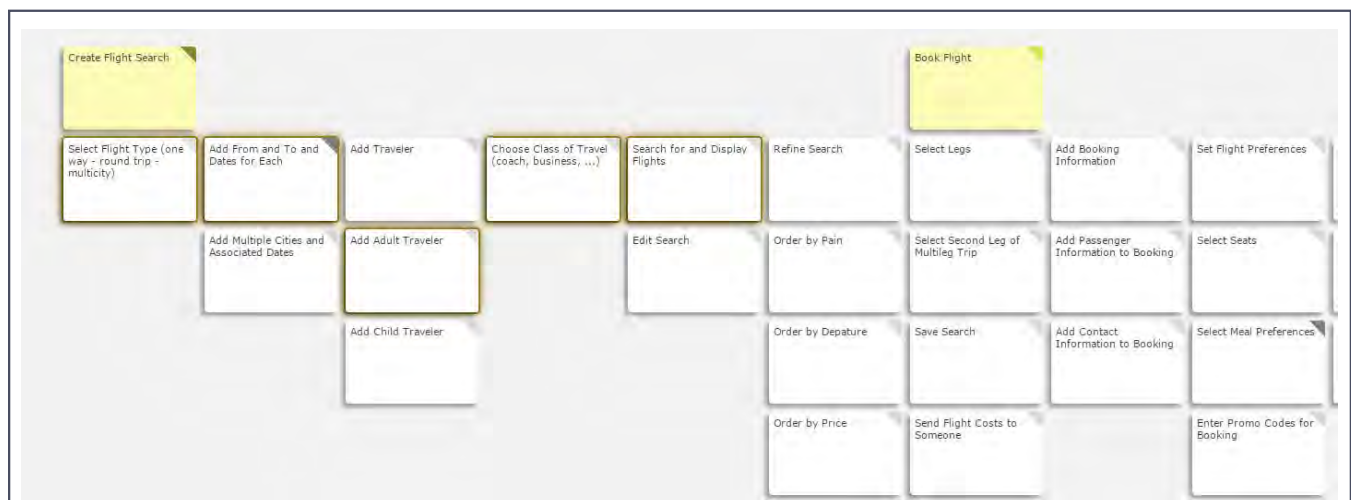 Create Flight Search
Book Flight
Select Flight Type (one
way - round trip -
multicity)
Add From and To and
Dates for Each
Add Traveler
Choose Class of Travel
(coach, business, ...)
Search for and Display
Flights
Refine Search
Select Legs
Add Booking
Information
Set Flight Preferences
Add Multiple Cities and
Associated Dates
Add Adult Traveler
Edit Search
Order by Pain
Select Second Leg of
Multileg Trip
Add Passenger
Information to Booking
Select Seats
Add Child Traveler
Order by Depature
Save Search
Add Contact
Information to Booking
Select Meal Preferences
Order by Price
Send Flight Costs to
Someone
Enter Promo Codes for
Booking